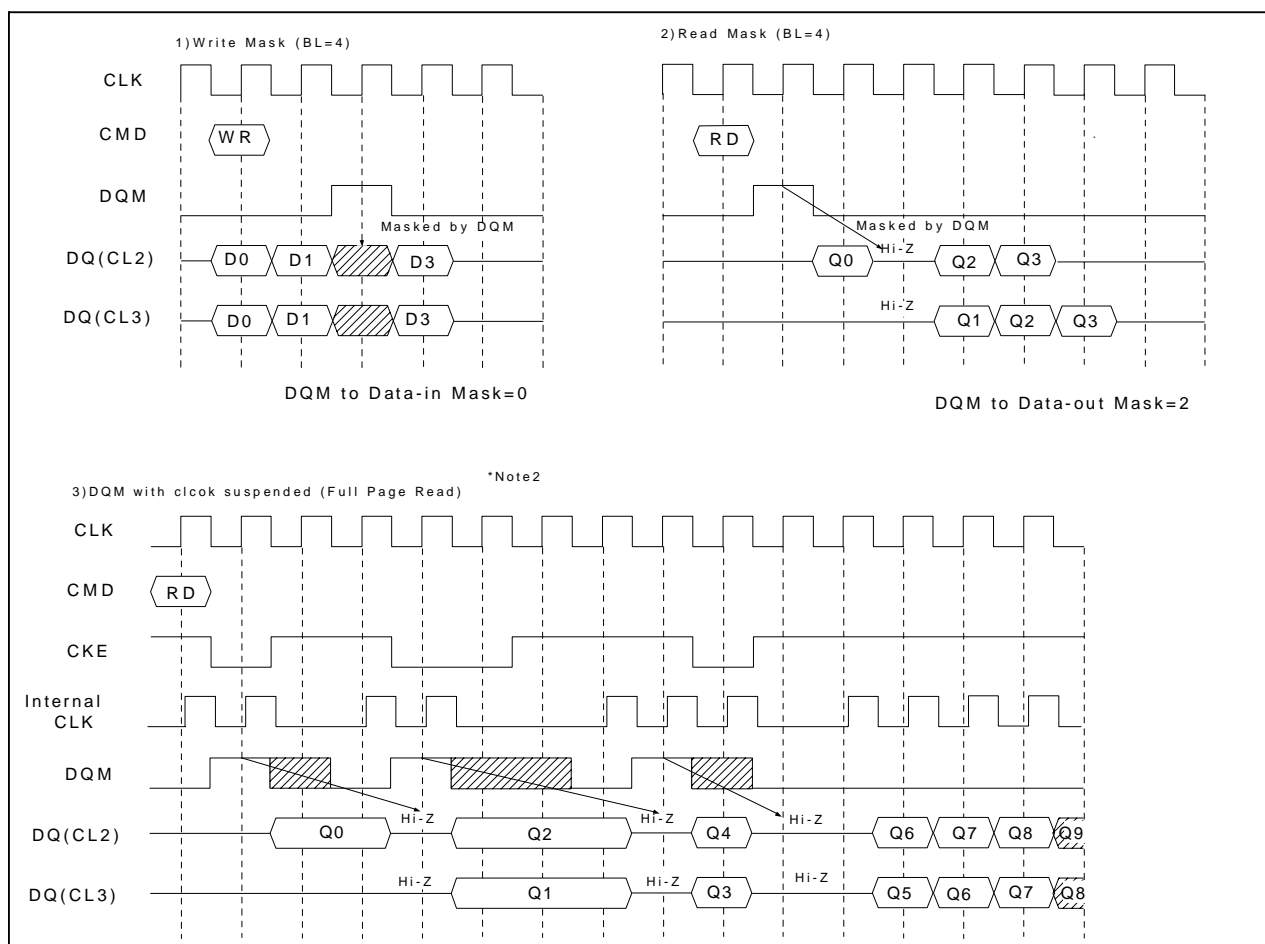 1)Write Mask (BL=4)
2)Read Mask (BL=4)
CLK
CMD
WR
RD
DQM
Masked by DQM
Masked by DQM
DQ(CL2)
D0
D1
D3
Q0
Hi-Z
Q2
Q3
DQ(CL3)
D0
D1
D3
Hi-Z
Q1
Q2
Q3
DQM to Data-in Mask=0
DQM to Data-out Mask=2
*Note2
3)DQM with clcok suspended (Full Page Read)
CLK
CMD
RD
CKE
Internal
CLK
DQM
DQ(CL2)
Q0
Hi-Z
Q2
Hi-Z
Q4
Hi-Z
Q6
Q7
Q8
Q9
DQ(CL3)
Hi-Z
Q1
Hi-Z
Q3
Hi-Z
Q5
Q6
Q7
Q8